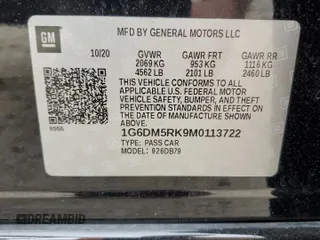 GM
MFD BY GENERAL MOTORS LLC
10/20 GVWR GAWR FRT GAWR RR
2069 KG 953 KG 1116 KG
4562 LB 2101 LB 2460 LB
THIS VEHICLE CONFORMS TO ALL
APPLICABLE U.S. FEDERAL MOTOR
VEHICLE SAFETY, BUMPER, AND THEFT
PREVENTION STANDARDS IN EFFECT
ON THE DATE OF MANUFACTURE
SHOWN ABOVE.
1G6DM5RK9M0113722
TYPE: PASS CAR
MODEL: 926DB79
DREAMBID